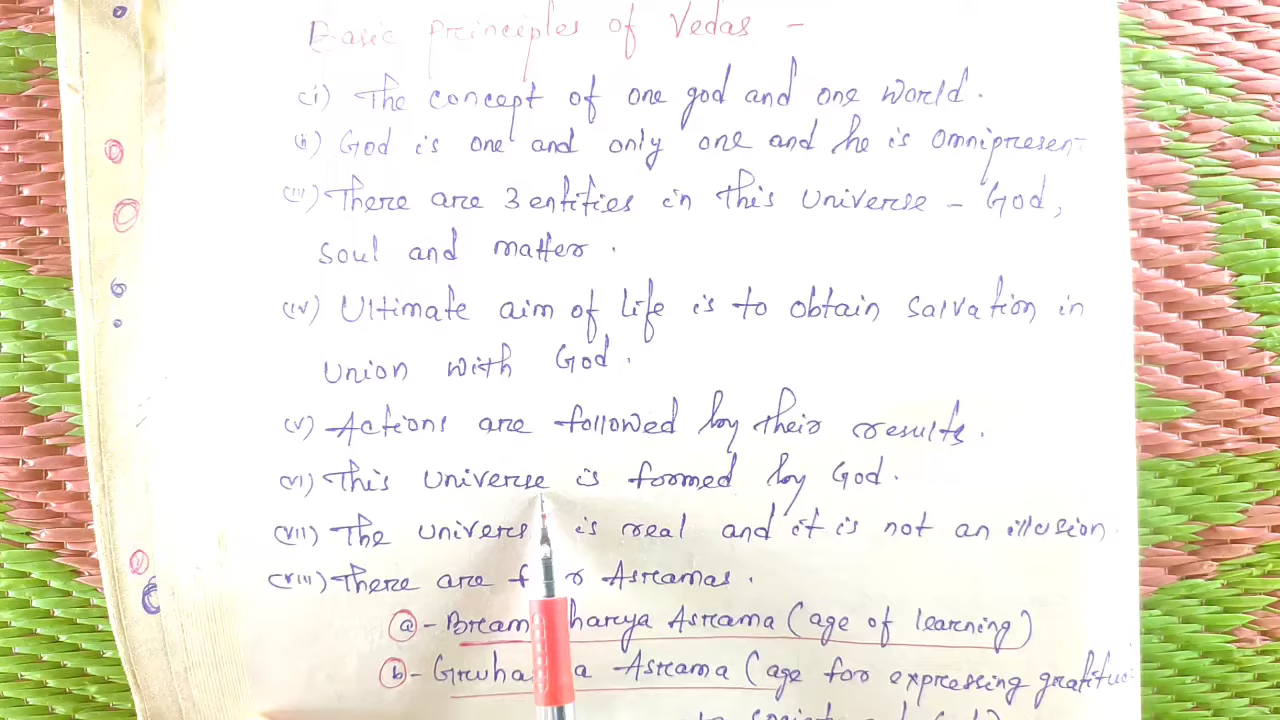 Basic Principles of Vedas -
(i) The concept of one god and one world.
(ii) God is one and only one and he is omnipresen
(iii) There are 3 entities in this universe - God,
soul and matter.
(iv) Ultimate aim of life is to obtain salvation in
union with God.
(v) Actions are followed by their results.
(vi) This universe is formed by God.
(vii) The univers is real and it is not an illusion.
(viii) There are f r Asramas.
(a) - Bram harya Asrama (age of learning)
(b) - Gruha a Asrama (age for expressing gratitu